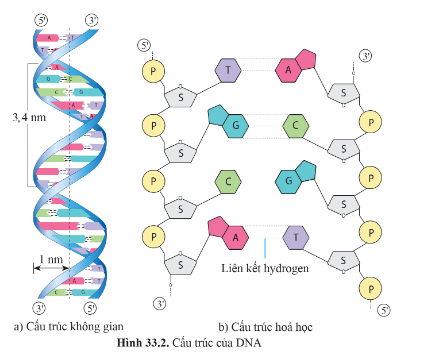 5' 3' 5'
A T
T
3'
A
P T A P
S S
G
C G
A T
3,4 nm
P G C P
S S
P C G P
S S
1 nm
P A T P
S S
Liên kết hydrogen
T
A T
P
3' 5' 3' 5'
a) Cấu trúc không gian b) Cấu trúc hoá học
Hình 33.2. Cấu trúc của DNA